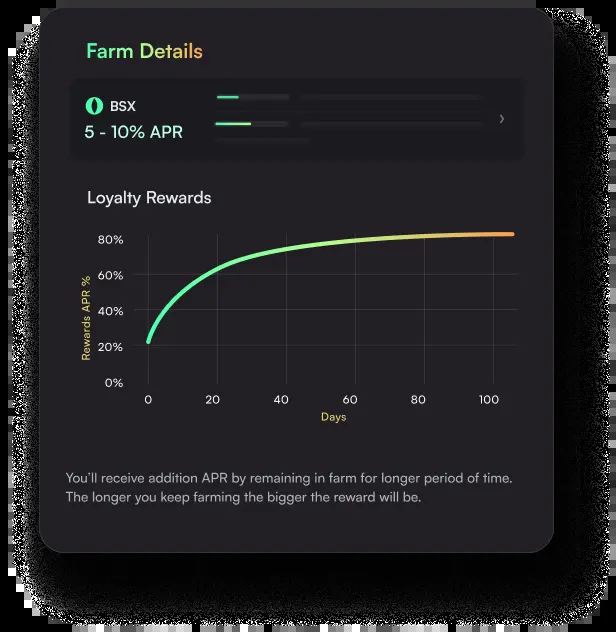 Farm Details
BSX
5 - 10% APR
Loyalty Rewards
80%
60%
40%
20%
0%
Rewards APR %
0 20 40 60 80 100
Days
You'll receive addition APR by remaining in farm for longer period of time.
The longer you keep farming the bigger the reward will be.